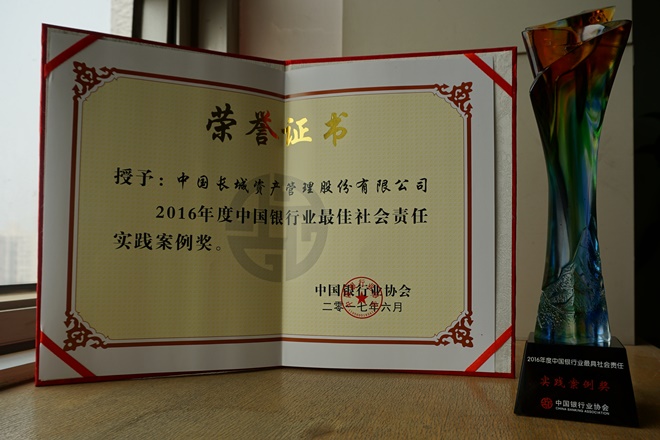 荣誉证书
授予：中国长城资产管理股份有限公司
2016年度中国银行业最佳社会责任
实践案例奖。
中国银行业协会
二零一七年六月
2016年度中国银行业最具社会责任
实践案例奖
中国银行业协会
CHINA BANKING ASSOCIATION